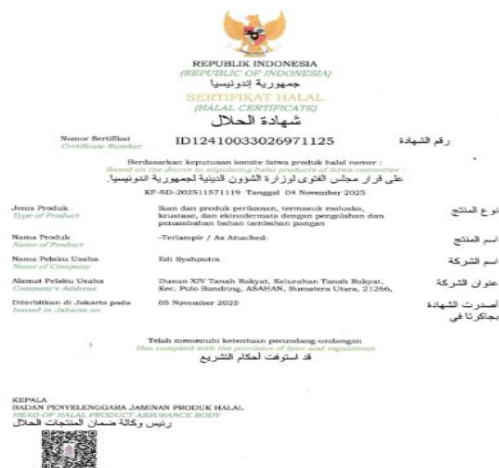 REPUBLIK INDONESIA
(REPUBLIC OF INDONESIA)
جمهورية إندونيسيا
SERTIFIKAT HALAL
(HALAL CERTIFICATE)
شهادة الحلال
Nomor Sertifikat ID12410033026971125 رقم الشهادة
Certificate Number
Berdasarkan keputusan komite fatwa produk halal nomor :
Based on the decree to stipulating halal products of fatwa committee :
على قرار مجلس الفتوى لوزارة الشؤون الدينية لجمهورية اندونيسيا.
KF-SD-202511571119 Tanggal 04 November 2025
Jenis Produk Ikan dan produk perikanan, termasuk moluska, نوع المنتج
Type of Product krustase, dan ekinodermata dengan pengolahan dan
penambahan bahan tambahan pangan
Nama Produk -Terlampir / As Attached- اسم المنتج
Name of Product
Nama Pelaku Usaha Edi Syahputra اسم الشركة
Name of Company
Alamat Pelaku Usaha Dusun XIV Tanah Rakyat, Kelurahan Tanah Rakyat, عنوان الشركة
Company's Address Kec. Pulo Bandring, ASAHAN, Sumatera Utara, 21266,
Diterbitkan di Jakarta pada 05 November 2025 أصدرت الشهادة
Issued in Jakarta on بجاكرتا في
Telah memenuhi ketentuan perundang-undangan
Has complied with the provision of laws and regulations
قد استوفت أحكام التشريع
KEPALA
BADAN PENYELENGGARA JAMINAN PRODUK HALAL
HEAD OF HALAL PRODUCT ASSURANCE BODY
رئيس وكالة ضمان المنتجات الحلال